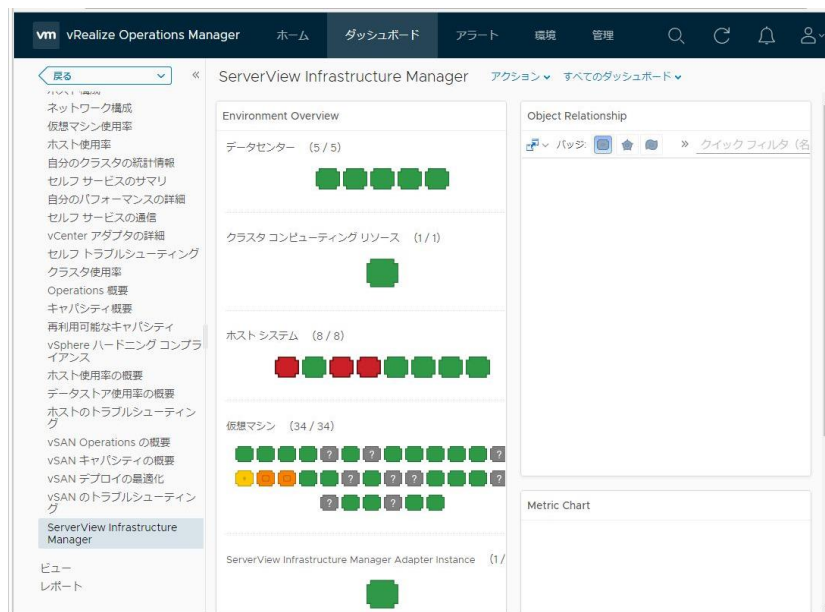 vm vRealize Operations Manager ホーム ダッシュボード アラート 環境 管理
戻る
«
ServerView Infrastructure Manager アクション すべてのダッシュボード
ネットワーク構成
仮想マシン使用率
ホスト使用率
自分のクラスタの統計情報
セルフ サービスのサマリ
自分のパフォーマンスの詳細
セルフ サービスの通信
vCenter アダプタの詳細
セルフ トラブルシューティング
クラスタ使用率
Operations 概要
キャパシティ概要
再利用可能なキャパシティ
vSphere ハードニング コンプラ
イアンス
ホスト使用率の概要
データストア使用率の概要
ホストのトラブルシューティン
グ
vSAN Operations の概要
vSAN キャパシティの概要
vSAN デプロイの最適化
vSAN のトラブルシューティン
グ
ServerView Infrastructure
Manager
ビュー
レポート
Environment Overview
データセンター (5 / 5)
クラスタ コンピューティング リソース (1 / 1)
ホスト システム (8 / 8)
仮想マシン (34 / 34)
? ? ?
? ? ? ?
? ?
ServerView Infrastructure Manager Adapter Instance (1 /
Object Relationship
バッジ: » クイック フィルタ (名
Metric Chart